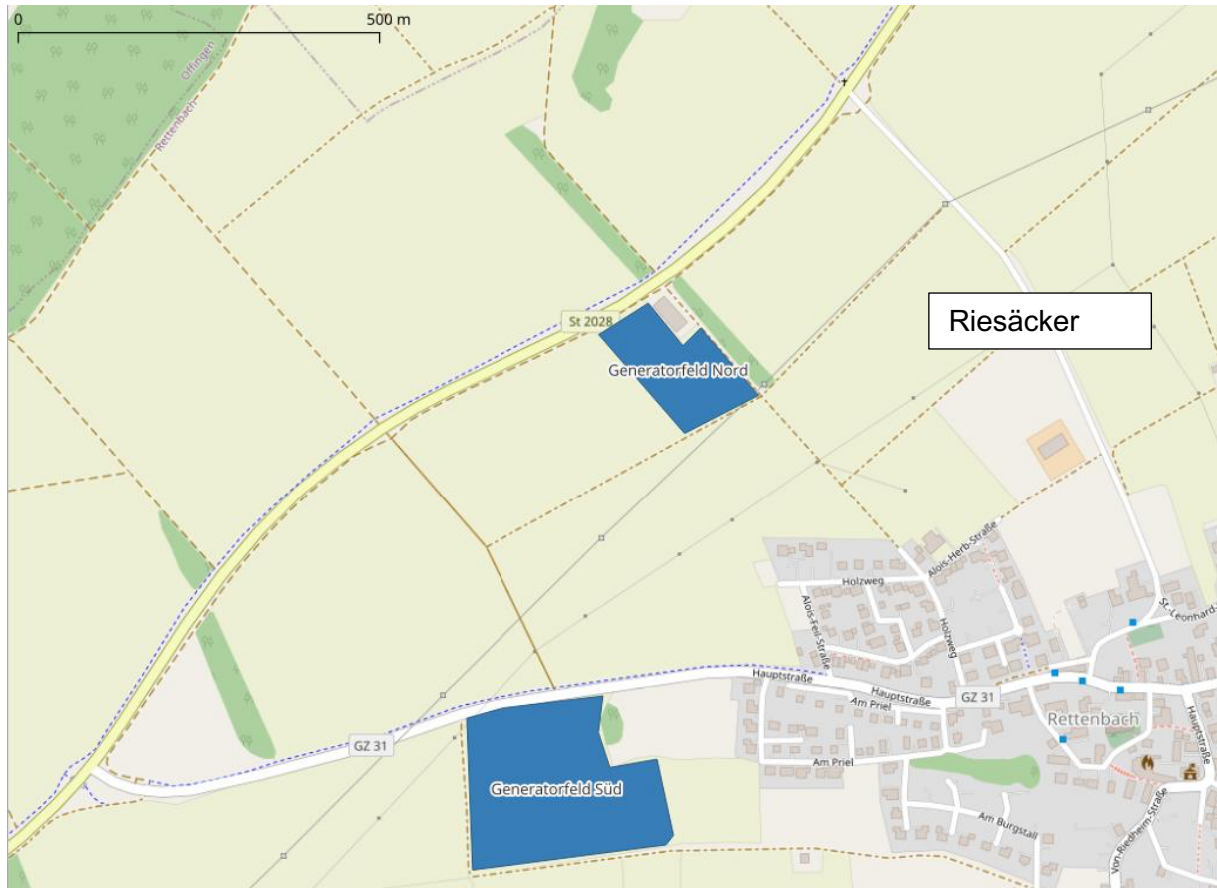 0
500 m
Offingen
Rettenbach
St 2028
Riesäcker
Generatorfeld Nord
Alois-Herb-Straße
Holzweg
Alois-Feil-Straße
Holzweg
St.-Leonhard-
Hauptstraße
Hauptstraße
GZ 31
Am Priel
Rettenbach
Hauptstraße
GZ 31
Am Priel
Generatorfeld Süd
Am Burgstall
Von-Riedheim-Straße